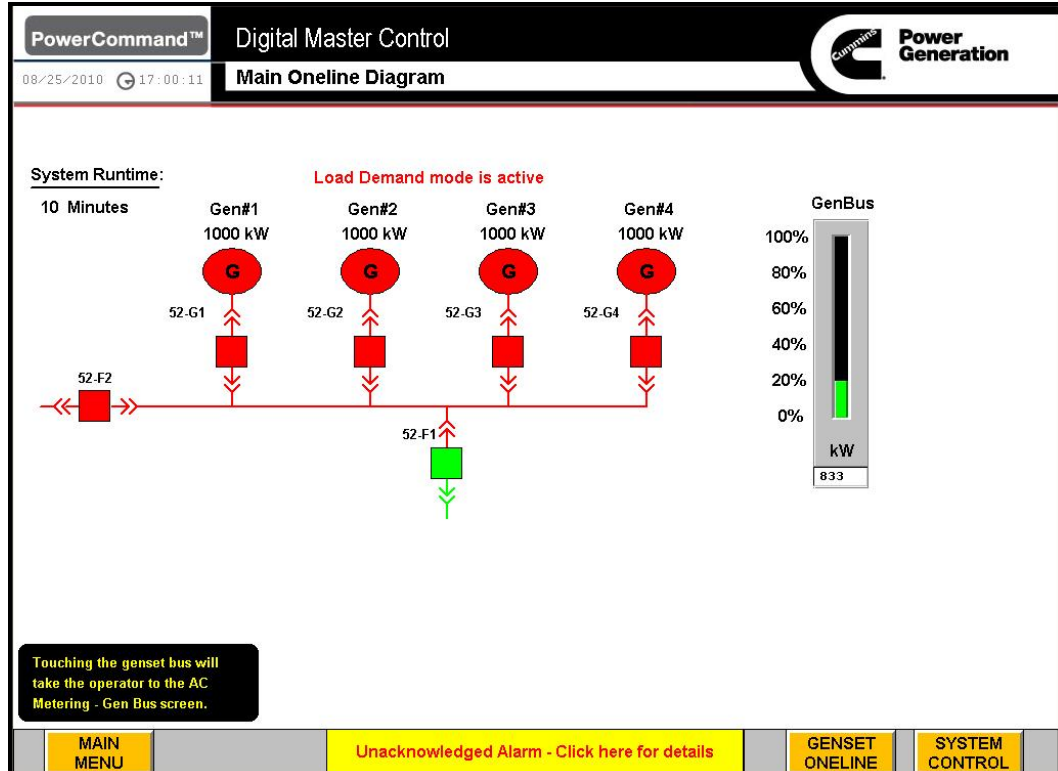 PowerCommand™
Digital Master Control
Cummins
Power
Generation
08/25/2010 17:00:11
Main Oneline Diagram
System Runtime:
10 Minutes
Load Demand mode is active
Gen#1
1000 kW
G
52-G1
Gen#2
1000 kW
G
52-G2
Gen#3
1000 kW
G
52-G3
Gen#4
1000 kW
G
52-G4
GenBus
100%
80%
60%
40%
20%
0%
kW
833
52-F2
52-F1
Touching the genset bus will
take the operator to the AC
Metering - Gen Bus screen.
MAIN
MENU
Unacknowledged Alarm - Click here for details
GENSET
ONELINE
SYSTEM
CONTROL